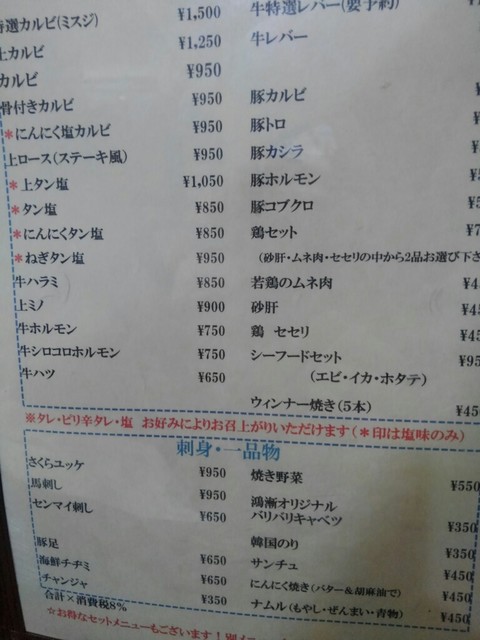 特選カルビ(ミスジ) ¥1,500
上カルビ ¥1,250
カルビ ¥950
骨付きカルビ ¥950
*にんにく塩カルビ ¥950
上ロース(ステーキ風) ¥950
*上タン塩 ¥1,050
*タン塩 ¥850
*にんにくタン塩 ¥850
*ねぎタン塩 ¥950
牛ハラミ ¥850
上ミノ ¥900
牛ホルモン ¥750
牛シロコロホルモン ¥750
牛ハツ ¥650
牛特選レバー(要予約)
牛レバー
豚カルビ
豚トロ
豚カシラ
豚ホルモン
豚コブクロ
鶏セット
(砂肝・ムネ肉・セセリの中から2品お選び下さ
若鶏のムネ肉
砂肝
鶏 セセリ
シーフードセット
(エビ・イカ・ホタテ)
ウィンナー焼き(5本)
※タレ・ピリ辛タレ・塩 お好みによりお召上がりいただけます(*印は塩味のみ)
刺身・一品物
さくらユッケ ¥950
馬刺し ¥950
センマイ刺し ¥650
豚足
海鮮チヂミ ¥650
チャンジャ ¥650
合計×消費税8% ¥350
焼き野菜 ¥550
鴻漸オリジナル
バリバリキャベツ ¥350
韓国のり ¥350
サンチュ ¥450
にんにく焼き(バター&胡麻油で) ¥450
ナムル(もやし・ぜんまい・青物) ¥450
☆お得なセットメニューもございます!